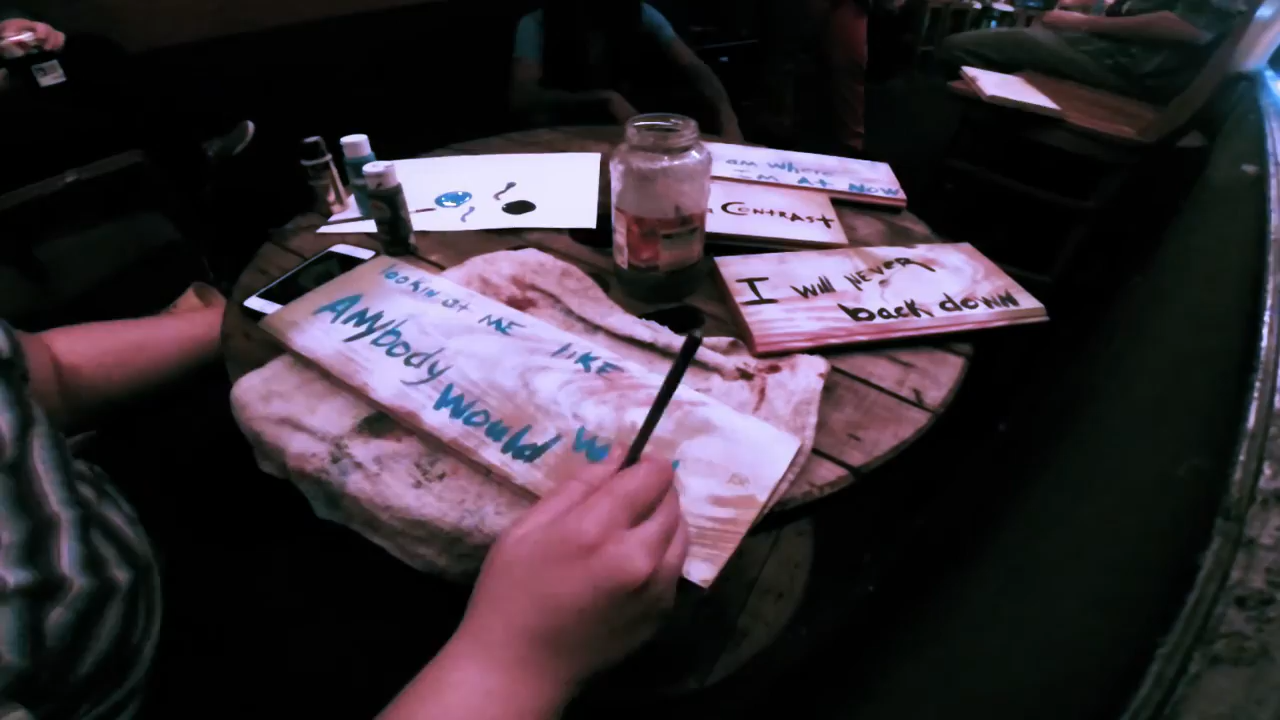 am where
I'm At Now
CONTRAST
I will NEVER
back down
lookin at ME like
Anybody
Would